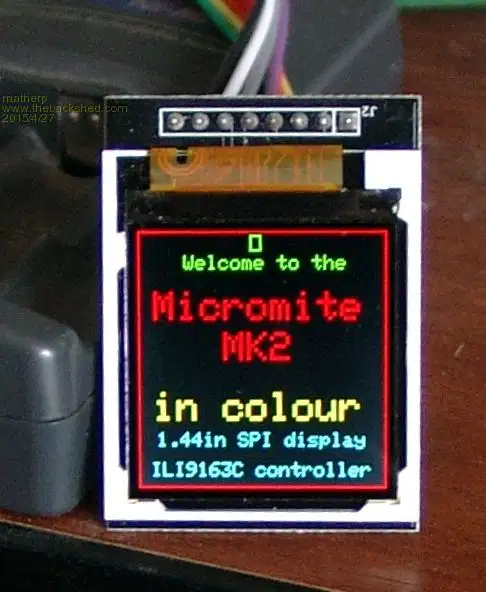 matherp
www.thebackshed.com
2015/4/27
J2
Welcome to the
Micromite
MK2
in colour
1.44in SPI display
ILI9163C controller